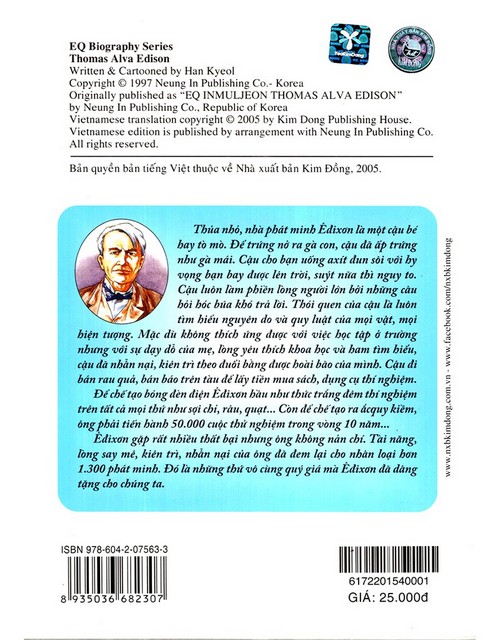 EQ Biography Series
Thomas Alva Edison
Written & Cartooned by Han Kyeol
Copyright © 1997 Neung In Publishing Co.- Korea
Originally published as “EQ INMULJEON THOMAS ALVA EDISON”
by Neung In Publishing Co., Republic of Korea
Vietnamese translation copyright © 2005 by Kim Dong Publishing House.
Vietnamese edition is published by arrangement with Neung In Publishing Co.
All rights reserved.
Bản quyền bản tiếng Việt thuộc về Nhà xuất bản Kim Đồng, 2005.
Thủa nhỏ, nhà phát minh Êđixơn là một cậu bé
hay tò mò. Để trứng nở ra gà con, cậu đã ấp trứng
như gà mái. Cậu cho bạn uống axít đun sôi với hy
vọng bạn bay được lên trời, suýt nữa thì nguy to.
Cậu luôn làm phiền lòng người lớn bởi những câu
hỏi hóc búa khó trả lời. Thói quen của cậu là luôn
tìm hiểu nguyên do và quy luật của mọi vật, mọi
hiện tượng. Mặc dù không thích ứng được với việc học tập ở trường
nhưng với sự dạy dỗ của mẹ, lòng yêu thích khoa học và ham tìm hiểu,
cậu đã nhẫn nại, kiên trì theo đuổi bằng được hoài bão của mình. Cậu đi
bán rau quả, bán báo trên tàu để lấy tiền mua sách, dụng cụ thí nghiệm.
Để chế tạo bóng đèn điện Êđixơn hầu như thức trắng đêm thí nghiệm
trên tất cả mọi thứ như sợi chỉ, râu, quạt... Còn để chế tạo ra ắcquy kiềm,
ông phải tiến hành 50.000 cuộc thử nghiệm trong vòng 10 năm...
Êđixơn gặp rất nhiều thất bại nhưng ông không nản chí. Tài năng,
lòng say mê, kiên trì, nhẫn nại của ông đã đem lại cho nhân loại hơn
1.300 phát minh. Đó là những thứ vô cùng quý giá mà Êđixơn đã dâng
tặng cho chúng ta.
www.nxbkimdong.com.vn - www.facebook.com/nxbkimdong
ISBN 978-604-2-07563-3
8 935036 682307
6172201540001
GIÁ: 25.000đ